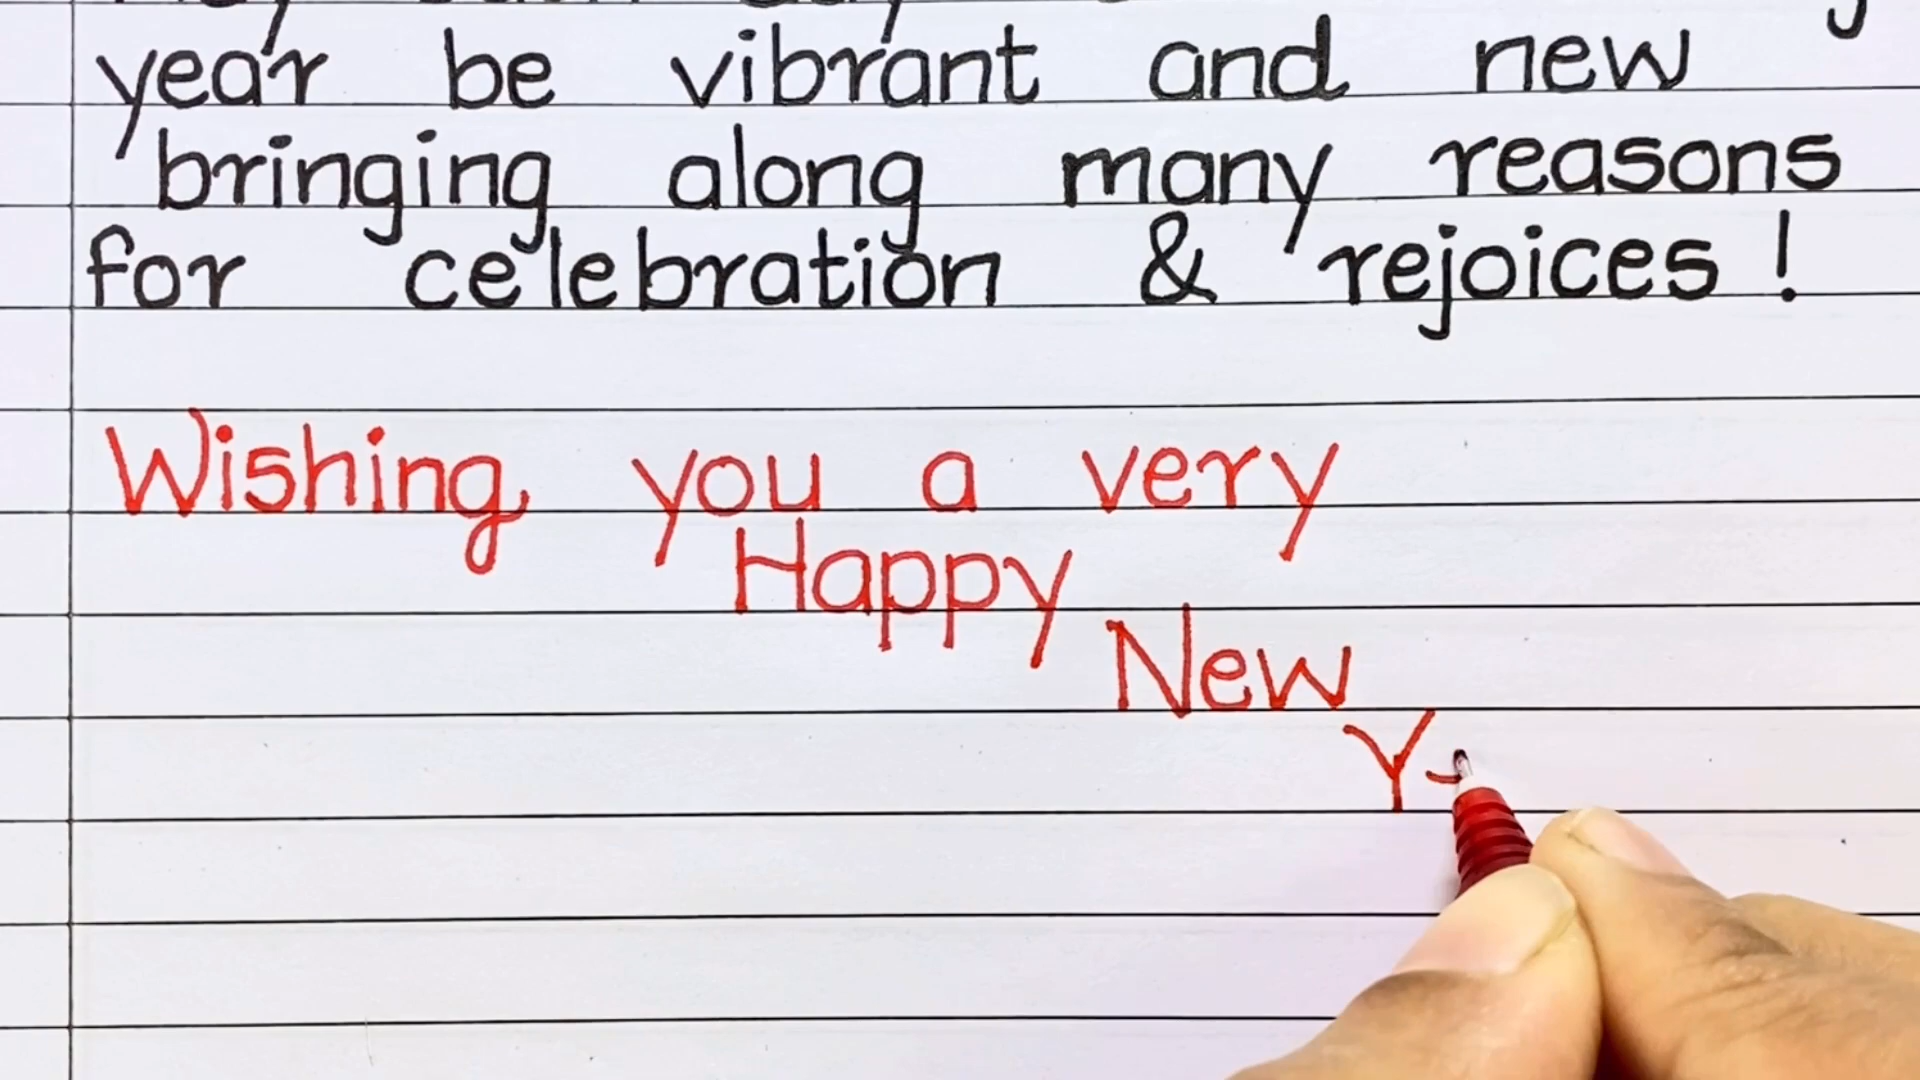 year be vibrant and new
bringing along many reasons
for celebration & rejoices!
Wishing you a very
Happy
New
Y